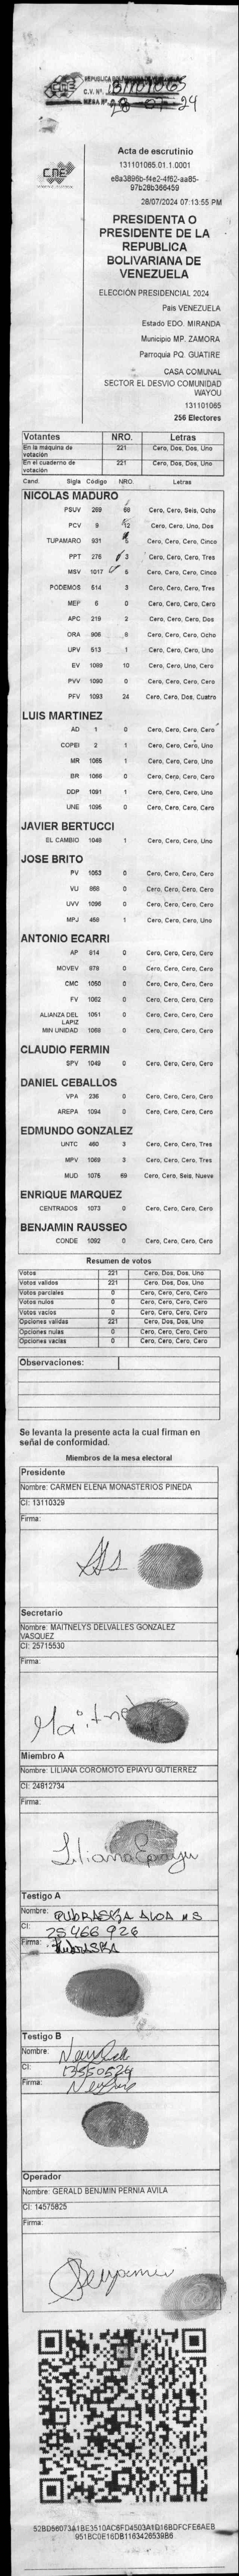 CNE
REPUBLICA
C.V. Nº 131101065
MESA Nº
28 07 24
CNE
Acta de escrutinio
131101065.01.1.0001
e8a3896b-f4e2-4f62-aa85-
97b28b366459
28/07/2024 07:13:55 PM
PRESIDENTA O
PRESIDENTE DE LA
REPUBLICA
BOLIVARIANA DE
VENEZUELA
ELECCIÓN PRESIDENCIAL 2024
Pais VENEZUELA
Estado EDO. MIRANDA
Municipio MP. ZAMORA
Parroquia PQ. GUATIRE
CASA COMUNAL
SECTOR EL DESVIO COMUNIDAD
WAYOU
131101065
256 Electores
Votantes NRO. Letras
En la máquina de votación 221 Cero, Dos, Dos, Uno
En el cuaderno de votación 221 Cero, Dos, Dos, Uno
Cand. Sigla Código NRO. Letras
NICOLAS MADURO
PSUV 269 68 Cero, Cero, Seis, Ocho
PCV 9 12 Cero, Cero, Uno, Dos
TUPAMARO 931 5 Cero, Cero, Cero, Cinco
PPT 276 3 Cero, Cero, Cero, Tres
MSV 1017 5 Cero, Cero, Cero, Cinco
PODEMOS 514 3 Cero, Cero, Cero, Tres
MEP 6 0 Cero, Cero, Cero, Cero
APC 219 2 Cero, Cero, Cero, Dos
ORA 906 8 Cero, Cero, Cero, Ocho
UPV 513 1 Cero, Cero, Cero, Uno
EV 1089 10 Cero, Cero, Uno, Cero
PVV 1090 0 Cero, Cero, Cero, Cero
PFV 1093 24 Cero, Cero, Dos, Cuatro
LUIS MARTINEZ
AD 1 0 Cero, Cero, Cero, Cero
COPEI 2 1 Cero, Cero, Cero, Uno
MR 1065 1 Cero, Cero, Cero, Uno
BR 1066 0 Cero, Cero, Cero, Cero
DDP 1091 1 Cero, Cero, Cero, Uno
UNE 1095 0 Cero, Cero, Cero, Cero
JAVIER BERTUCCI
EL CAMBIO 1048 1 Cero, Cero, Cero, Uno
JOSE BRITO
PV 1053 0 Cero, Cero, Cero, Cero
VU 868 0 Cero, Cero, Cero, Cero
UVV 1096 0 Cero, Cero, Cero, Cero
MPJ 458 1 Cero, Cero, Cero, Uno
ANTONIO ECARRI
AP 814 0 Cero, Cero, Cero, Cero
MOVEV 978 0 Cero, Cero, Cero, Cero
CMC 1050 0 Cero, Cero, Cero, Cero
FV 1062 0 Cero, Cero, Cero, Cero
ALIANZA DEL LAPIZ 1051 0 Cero, Cero, Cero, Cero
MIN UNIDAD 1068 0 Cero, Cero, Cero, Cero
CLAUDIO FERMIN
SPV 1049 0 Cero, Cero, Cero, Cero
DANIEL CEBALLOS
VPA 236 0 Cero, Cero, Cero, Cero
AREPA 1094 0 Cero, Cero, Cero, Cero
EDMUNDO GONZALEZ
UNTC 460 3 Cero, Cero, Cero, Tres
MPV 1069 3 Cero, Cero, Cero, Tres
MUD 1075 69 Cero, Cero, Seis, Nueve
ENRIQUE MARQUEZ
CENTRADOS 1073 0 Cero, Cero, Cero, Cero
BENJAMIN RAUSSEO
CONDE 1092 0 Cero, Cero, Cero, Cero
Resumen de votos
Votos 221 Cero, Dos, Dos, Uno
Votos validos 221 Cero, Dos, Dos, Uno
Votos parciales 0 Cero, Cero, Cero, Cero
Votos nulos 0 Cero, Cero, Cero, Cero
Votos vacios 0 Cero, Cero, Cero, Cero
Opciones validas 221 Cero, Dos, Dos, Uno
Opciones nulas 0 Cero, Cero, Cero, Cero
Opciones vacias 0 Cero, Cero, Cero, Cero
Observaciones:
Se levanta la presente acta la cual firman en
señal de conformidad.
Miembros de la mesa electoral
Presidente
Nombre: CARMEN ELENA MONASTERIOS PINEDA
CI: 13110329
Firma:
Secretario
Nombre: MAITNELYS DELVALLES GONZALEZ
VASQUEZ
CI: 25715530
Firma:
Miembro A
Nombre: LILIANA COROMOTO EPIAYU GUTIERREZ
CI: 24812734
Firma:
Liliana Epiayu
Testigo A
Nombre:
CI: 25 466 926
Firma:
Testigo B
Nombre:
CI: 13550524
Firma:
Operador
Nombre: GERALD BENJMIN PERNIA AVILA
CI: 14575825
Firma:
Benjamin
52BD56073A1BE3510AC6FD4503A1D16BDFCFE6AEB
951BC0E16DB1163426539B6